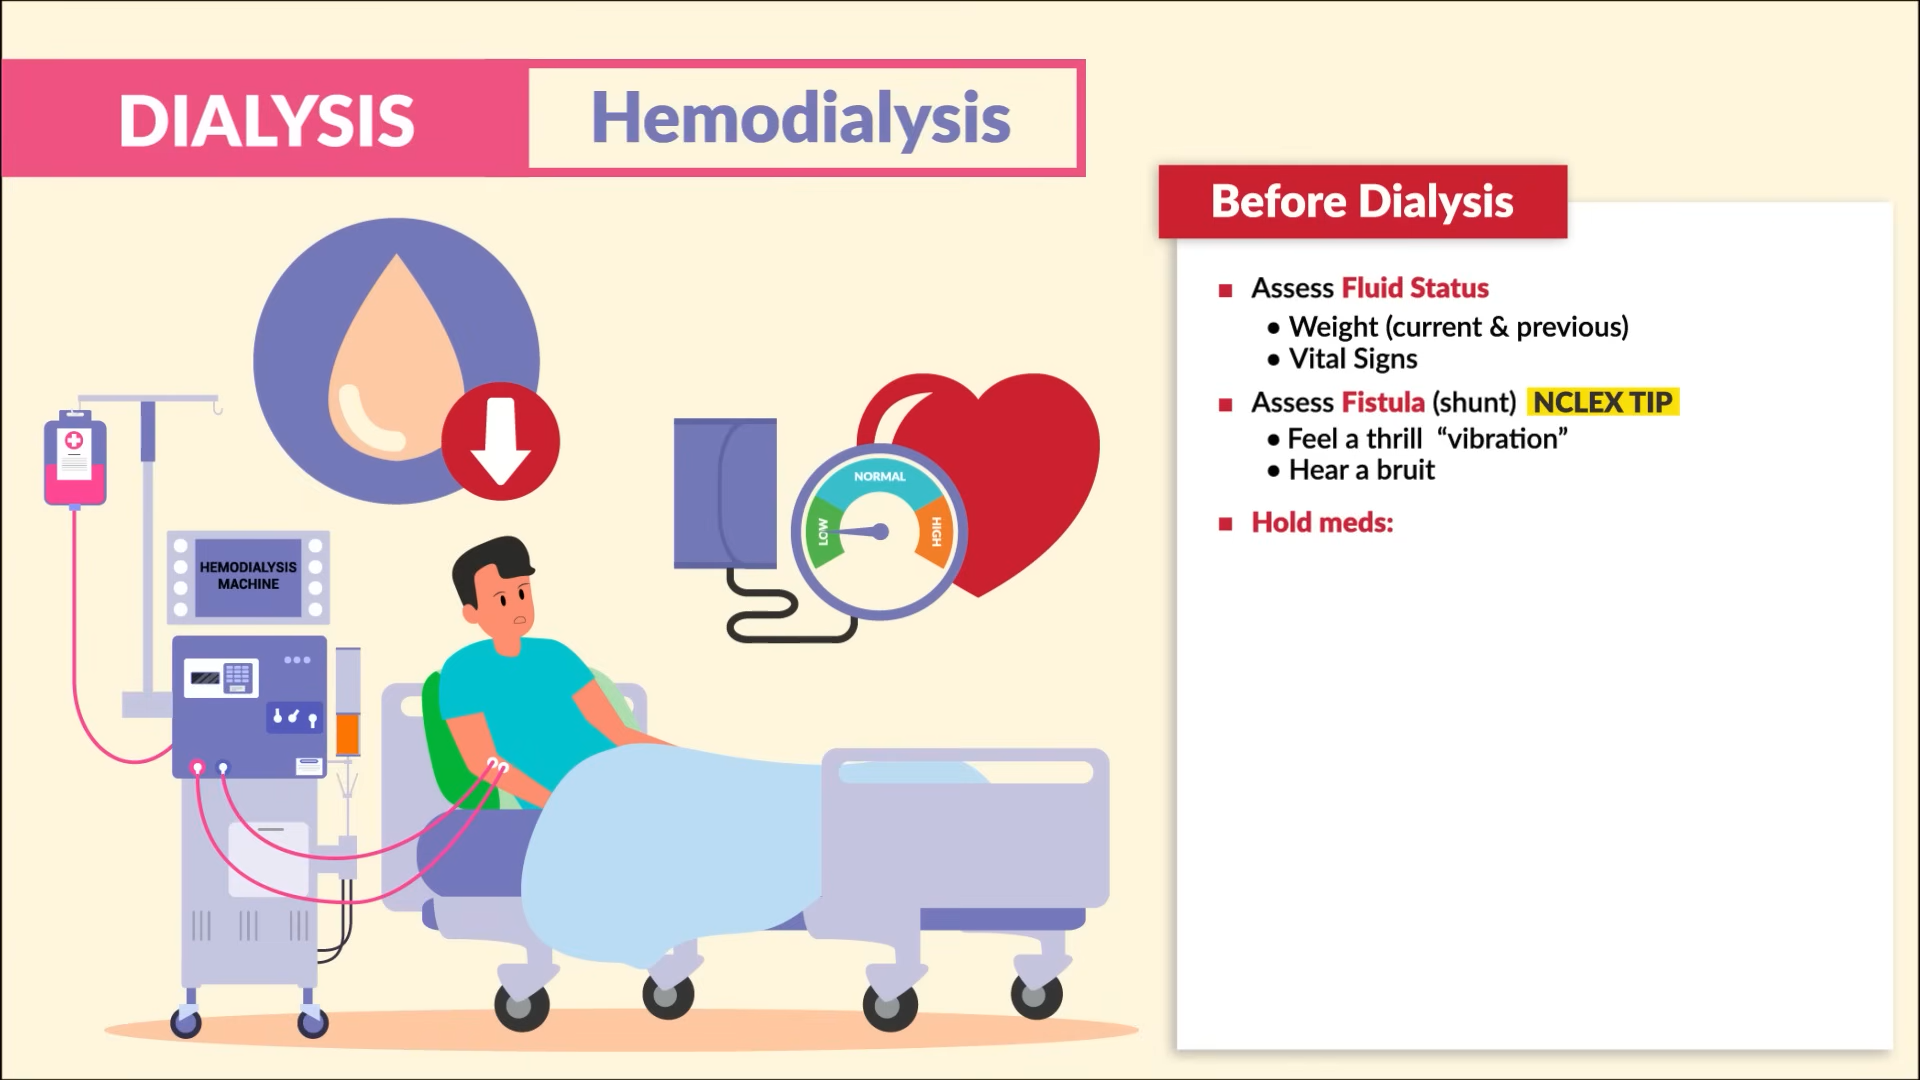 DIALYSIS Hemodialysis
Before Dialysis
■ Assess Fluid Status
• Weight (current & previous)
• Vital Signs
■ Assess Fistula (shunt) NCLEX TIP
• Feel a thrill “vibration”
• Hear a bruit
■ Hold meds:
NORMAL
LOW
HIGH
HEMODIALYSIS
MACHINE